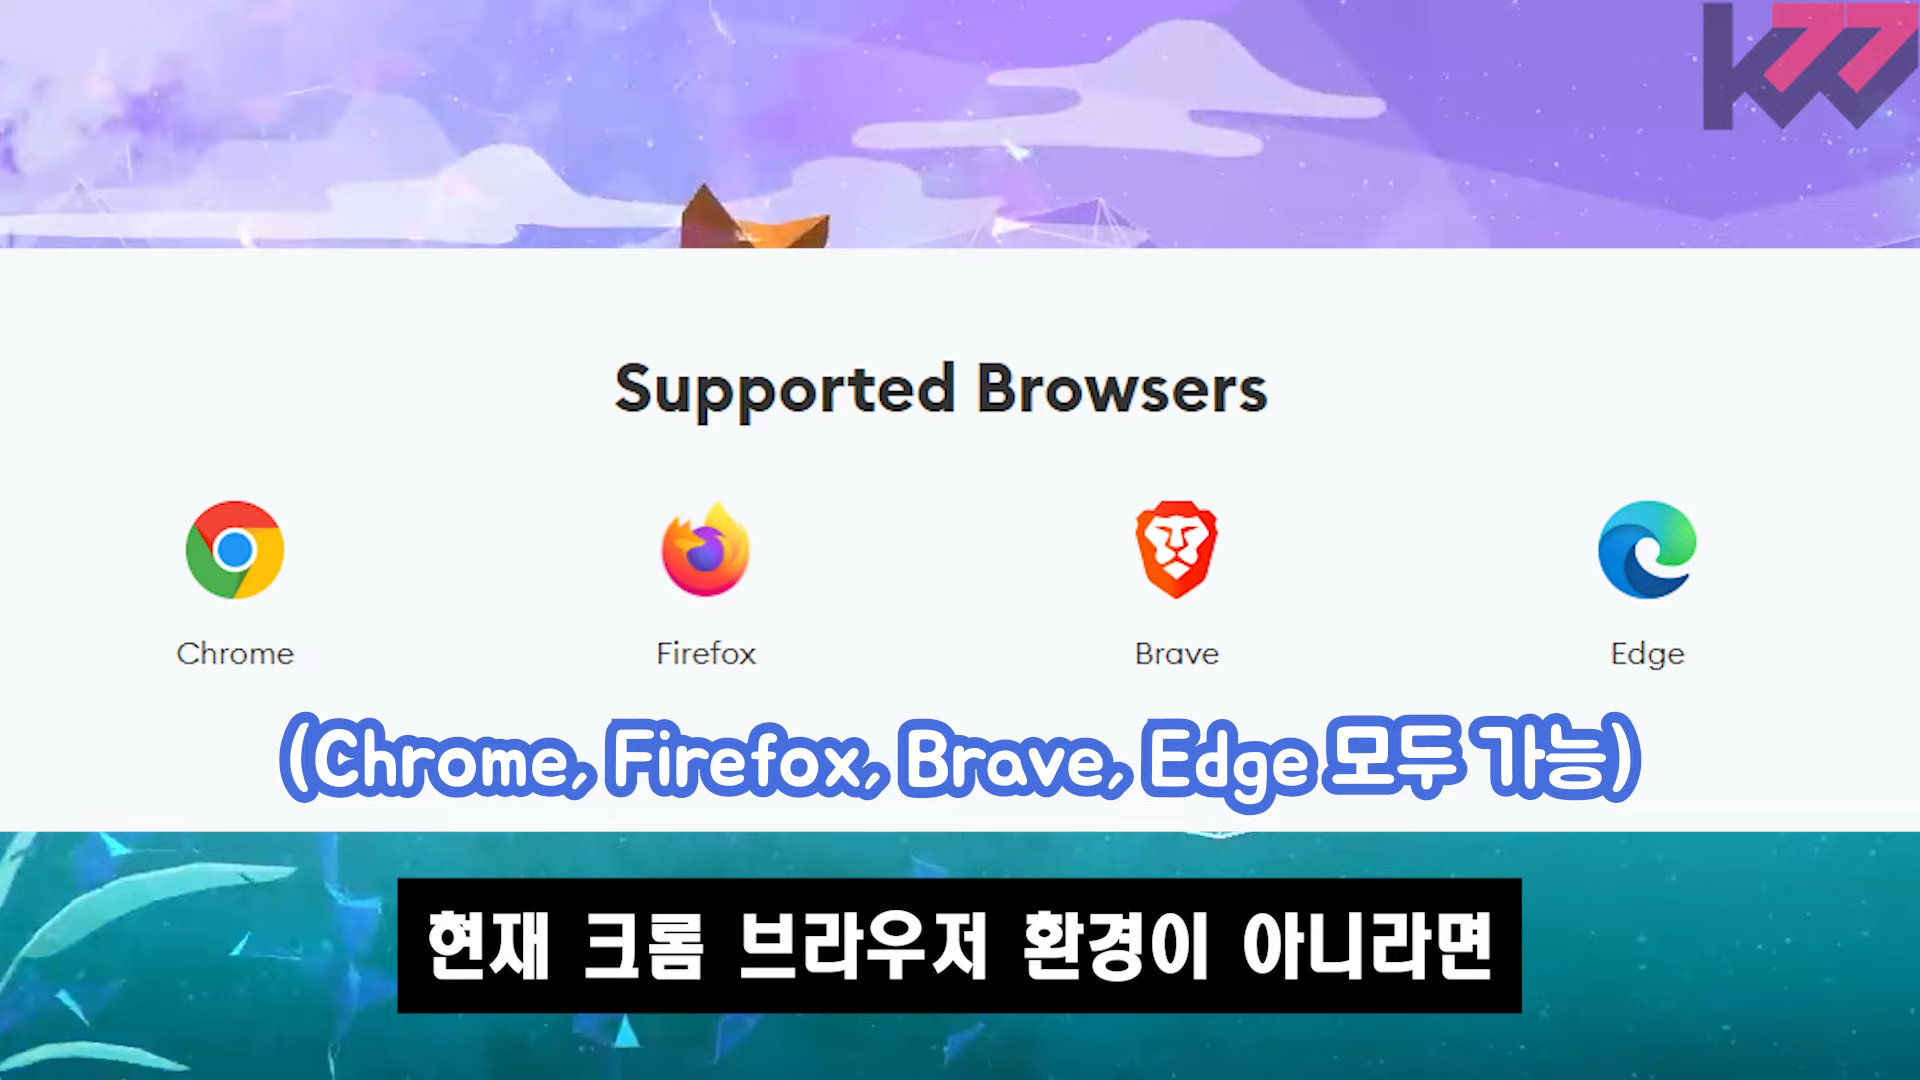 K77
Supported Browsers
Chrome
Firefox
Brave
Edge
(Chrome, Firefox, Brave, Edge 모두 가능)
현재 크롬 브라우저 환경이 아니라면